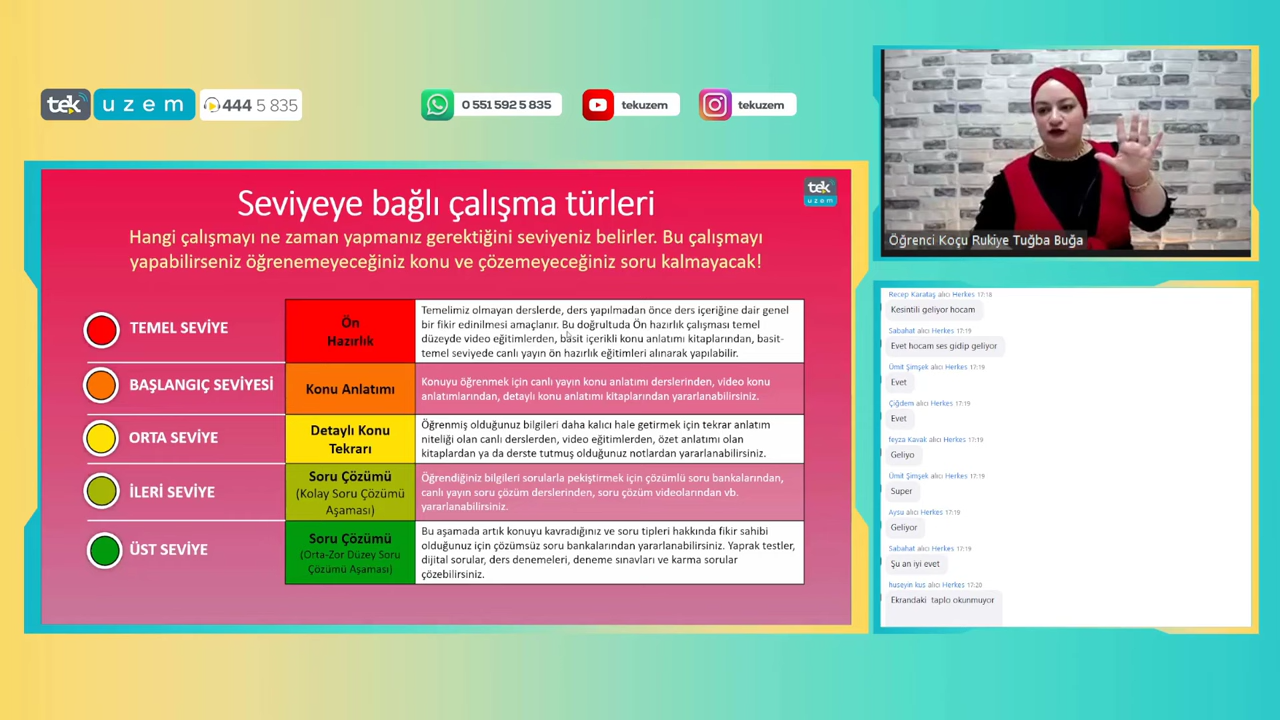 tek uzem 444 5 835
0 551 592 5 835
tekuzem
tekuzem
Seviyeye bağlı çalışma türleri
tek uzem
Hangi çalışmayı ne zaman yapmanız gerektiğini seviyeniz belirler. Bu çalışmayı
yapabilirseniz öğrenemeyeceğiniz konu ve çözemeyeceğiniz soru kalmayacak!
TEMEL SEVİYE
Ön
Hazırlık
Temelimiz olmayan derslerde, ders yapılmadan önce ders içeriğine dair genel
bir fikir edinilmesi amaçlanır. Bu doğrultuda Ön hazırlık çalışması temel
düzeyde video eğitimlerden, basit içerikli konu anlatımı kitaplarından, basit-
temel seviyede canlı yayın ön hazırlık eğitimleri alınarak yapılabilir.
BAŞLANGIÇ SEVİYESİ
Konu Anlatımı
Konuyu öğrenmek için canlı yayın konu anlatımı derslerinden, video konu
anlatımlarından, detaylı konu anlatımı kitaplarından yararlanabilirsiniz.
ORTA SEVİYE
Detaylı Konu
Tekrarı
Öğrenmiş olduğunuz bilgileri daha kalıcı hale getirmek için tekrar anlatım
niteliği olan canlı derslerden, video eğitimlerden, özet anlatımı olan
kitaplardan ya da derste tutmuş olduğunuz notlardan yararlanabilirsiniz.
İLERİ SEVİYE
Soru Çözümü
(Kolay Soru Çözümü
Aşaması)
Öğrendiğiniz bilgileri sorularla pekiştirmek için çözümlü soru bankalarından,
canlı yayın soru çözüm derslerinden, soru çözüm videolarından vb.
yararlanabilirsiniz.
ÜST SEVİYE
Soru Çözümü
(Orta-Zor Düzey Soru
Çözümü Aşaması)
Bu aşamada artık konuyu kavradığınız ve soru tipleri hakkında fikir sahibi
olduğunuz için çözümsüz soru bankalarından yararlanabilirsiniz. Yaprak testler,
dijital sorular, ders denemeleri, deneme sınavları ve karma sorular
çözebilirsiniz.
Öğrenci Koçu Rukiye Tuğba Buğa
Recep Karataş alıcı Herkes 17:18
Kesintili geliyor hocam
Sabahat alıcı Herkes 17:19
Evet hocam ses gidip geliyor
Ümit Şimşek alıcı Herkes 17:19
Evet
Çiğdem alıcı Herkes 17:19
Evet
feyza Kavak alıcı Herkes 17:19
Geliyo
Ümit Şimşek alıcı Herkes 17:19
Super
Aysu alıcı Herkes 17:19
Geliyor
Sabahat alıcı Herkes 17:19
Şu an iyi evet
huseyin kus alıcı Herkes 17:20
Ekrandaki taplo okunmuyor